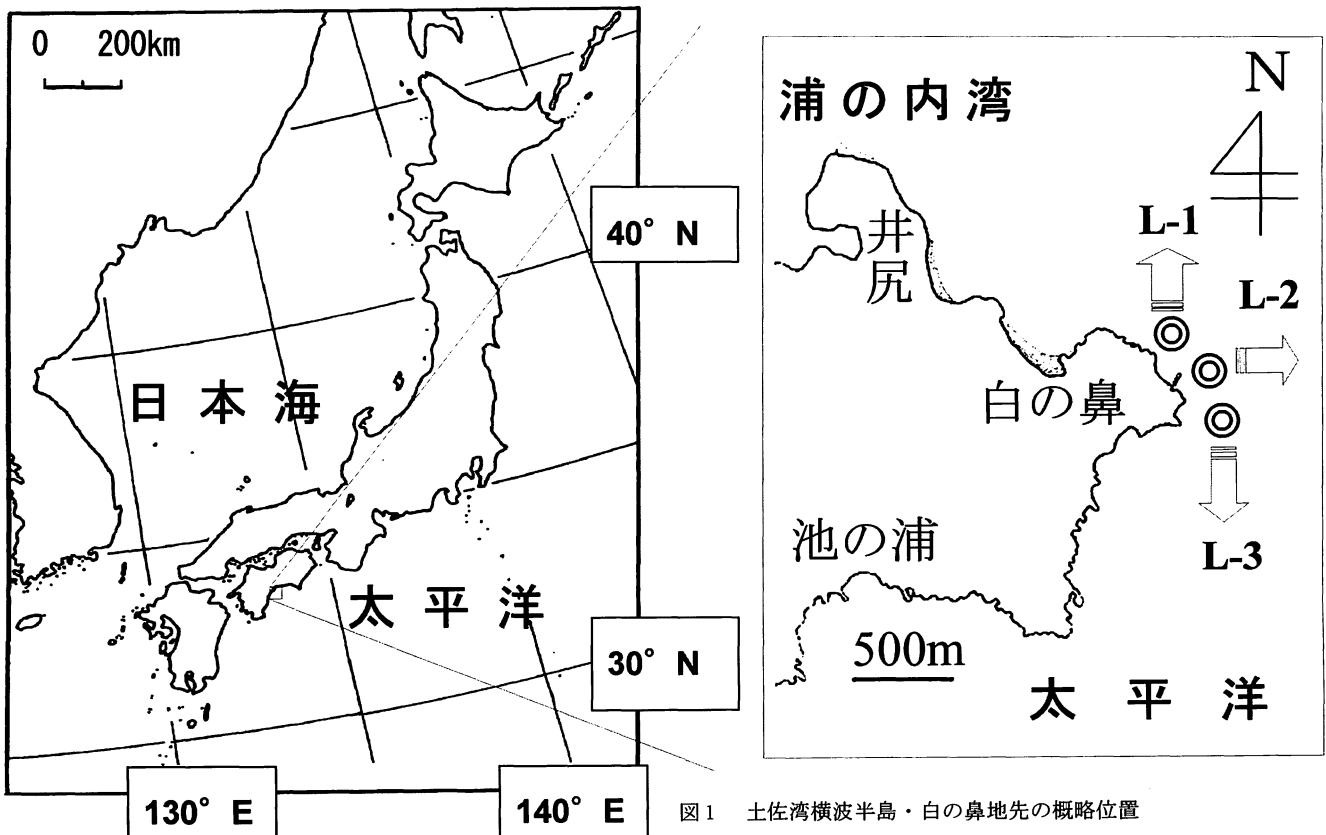 0 200km
40° N
日本海
太平洋
30° N
130° E
140° E
浦の内湾
N
井尻
L-1
L-2
白の鼻
L-3
池の浦
500m
太平洋
図1 土佐湾横波半島・白の鼻地先の概略位置